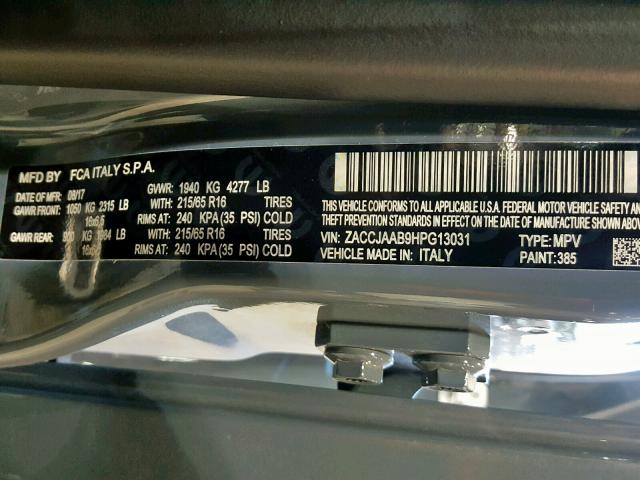 MFD BY FCA ITALY S.P.A.
DATE OF MFR: 08/17 GVWR: 1940 KG 4277 LB
GAWR FRONT: 1050 KG 2315 LB WITH: 215/65 R16 TIRES
16x6.5 RIMS AT: 240 KPA (35 PSI) COLD
GAWR REAR: 900 KG 1984 LB WITH: 215/65 R16 TIRES
RIMS AT: 240 KPA (35 PSI) COLD
THIS VEHICLE CONFORMS TO ALL APPLICABLE U.S.A. FEDERAL MOTOR VEHICLE SAFETY
AND THEFT PREVENTION STANDARDS IN EFFECT ON THE DATE OF MANUFACTURE SHOWN ABOVE
VIN: ZACCJAAB9HPG13031 TYPE: MPV
VEHICLE MADE IN: ITALY PAINT: 385